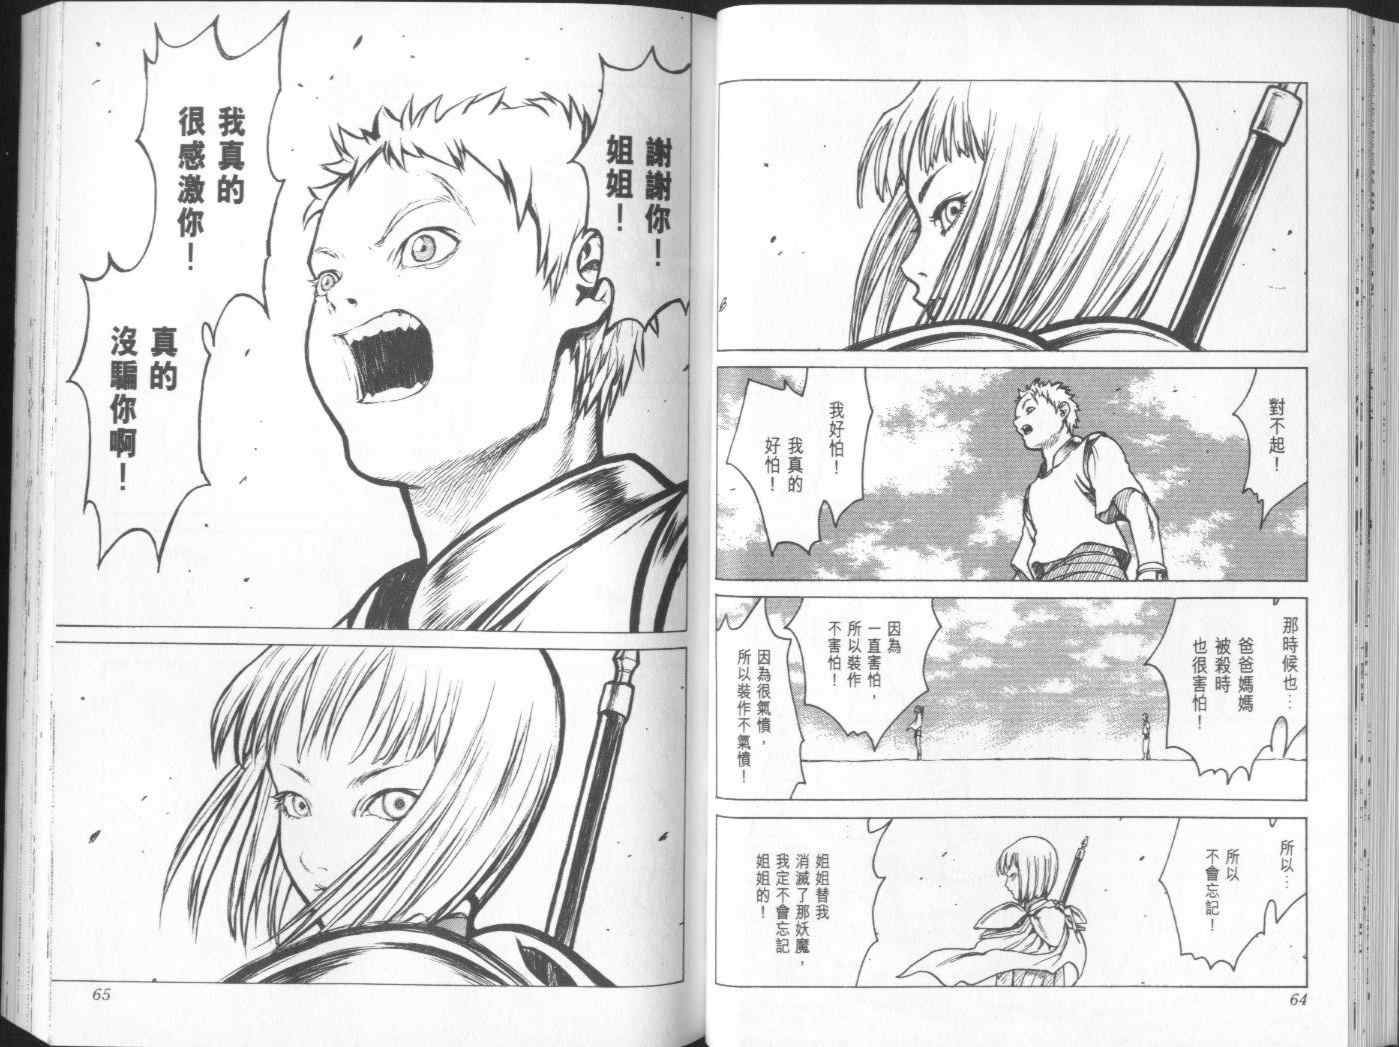 對不起！
我好怕！
我真的
好怕！
那時候也…
爸爸媽媽
被殺時
也很害怕！
因為
一直害怕，
所以裝作
不害怕！
因為很氣憤，
所以裝作不氣憤！
所以…
所以
不會忘記！
姐姐替我
消滅了那妖魔，
我定不會忘記
姐姐的！
64
謝謝你！
姐姐！
我真的
很感激你！
真的
沒騙你啊！
65